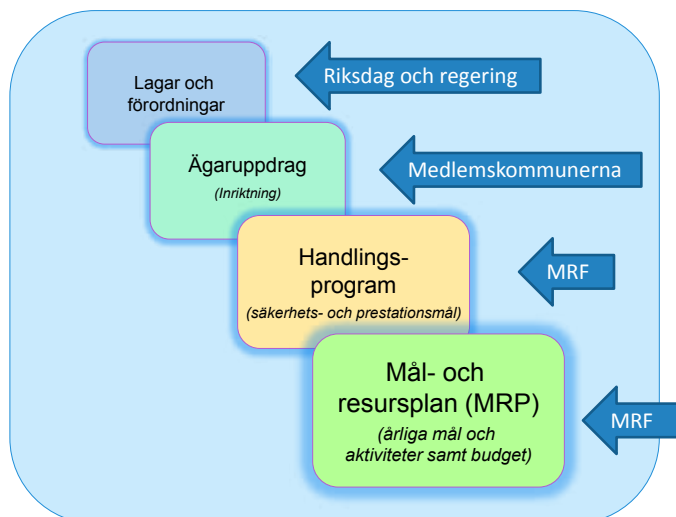 Lagar och
förordningar
Riksdag och regering
Ägaruppdrag
(Inriktning)
Medlemskommunerna
Handlings-
program
(säkerhets- och prestationsmål)
MRF
Mål- och
resursplan (MRP)
(årliga mål och
aktiviteter samt budget)
MRF